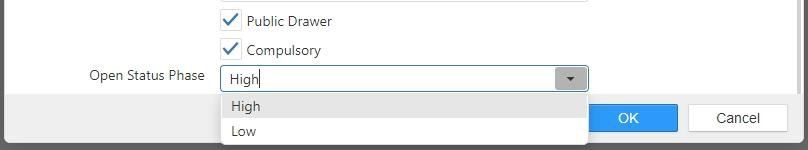 Public Drawer
Compulsory
Open Status Phase High
High
Low
OK Cancel